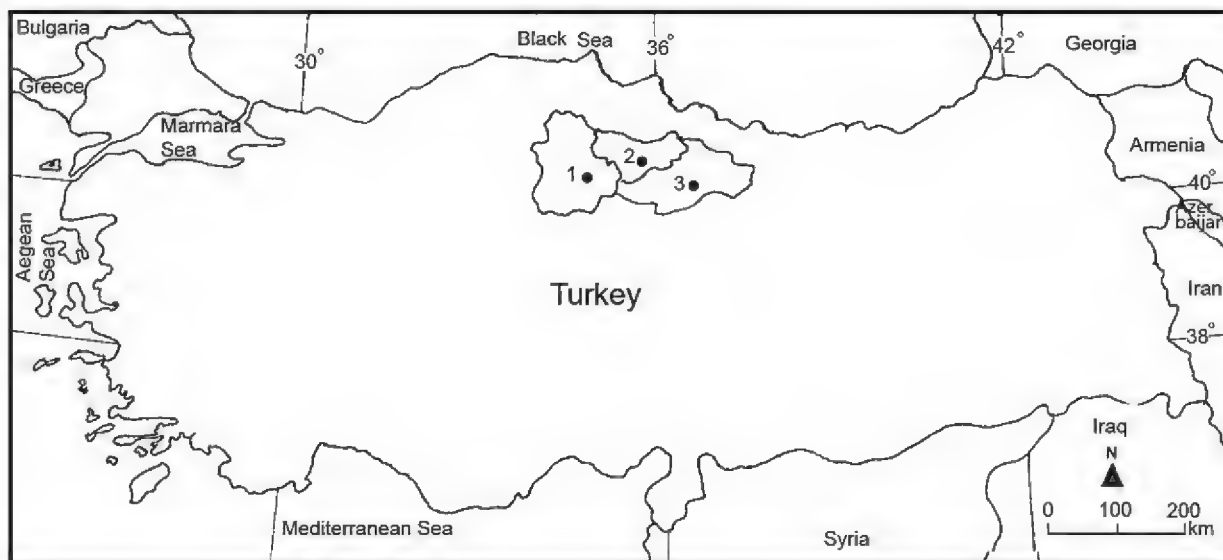 Bulgaria
Black Sea
36°
42°
Georgia
30°
Greece
Marmara
Sea
Armenia
2
1
3
40°
Azer
baijan
Aegean
Sea
Turkey
Iran
38°
Iraq
N
0 100 200
km
Mediterranean Sea
Syria